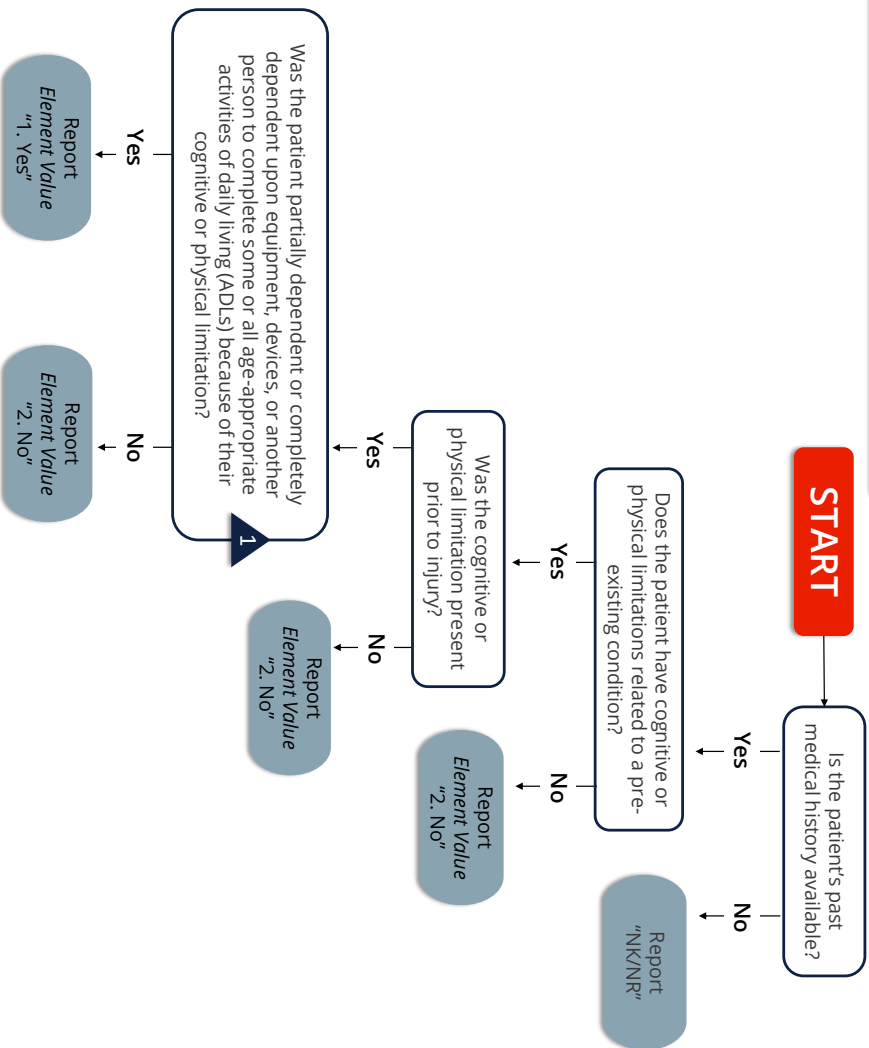 START
Is the patient's past
medical history available?
Yes
No
Report
"NK/NR"
Does the patient have cognitive or
physical limitations related to a pre-
existing condition?
Yes
No
Report
Element Value
"2. No"
Was the cognitive or
physical limitation present
prior to injury?
Yes
No
Report
Element Value
"2. No"
Was the patient partially dependent or completely
dependent upon equipment, devices, or another
person to complete some or all age-appropriate
activities of daily living (ADLs) because of their
cognitive or physical limitation?
1
Yes
No
Report
Element Value
"1. Yes"
Report
Element Value
"2. No"